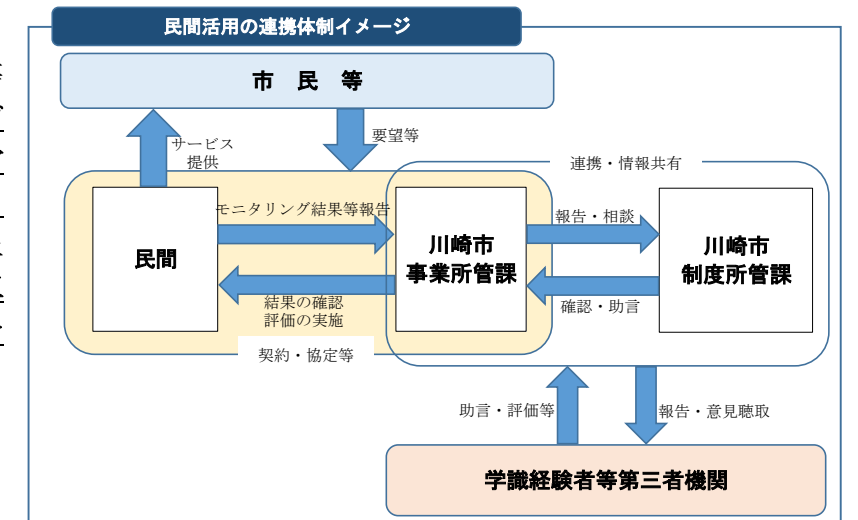 民間活用の連携体制イメージ
市 民 等
サービス
提供
要望等
連携・情報共有
民間
モニタリング結果等報告
川崎市
事業所管課
報告・相談
川崎市
制度所管課
結果の確認
評価の実施
確認・助言
契約・協定等
助言・評価等
報告・意見聴取
学識経験者等第三者機関